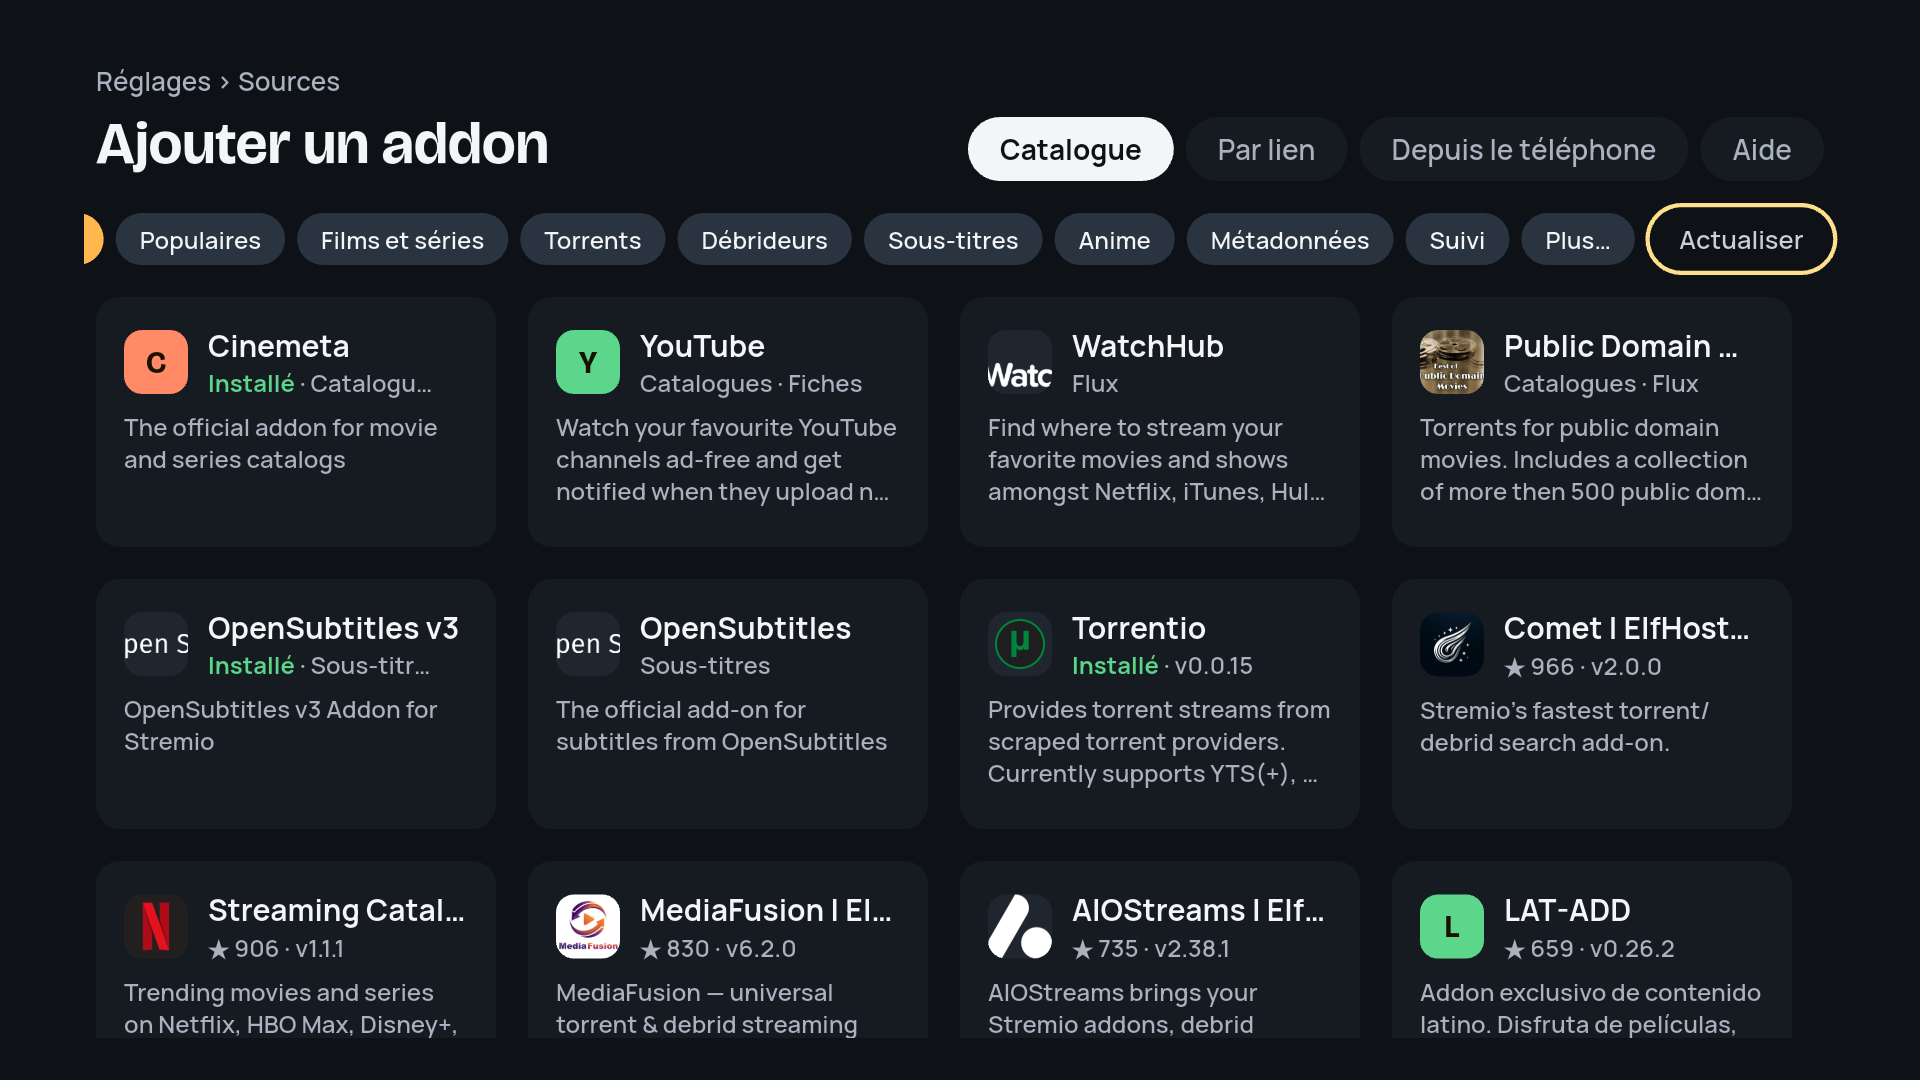 Réglages › Sources
Ajouter un addon
Catalogue
Par lien
Depuis le téléphone
Aide
Populaires
Films et séries
Torrents
Débrideurs
Sous-titres
Anime
Métadonnées
Suivi
Plus…
Actualiser
C
Cinemeta
Installé · Catalogu…
The official addon for movie
and series catalogs
Y
YouTube
Catalogues · Fiches
Watch your favourite YouTube
channels ad-free and get
notified when they upload n…
Watc
WatchHub
Flux
Find where to stream your
favorite movies and shows
amongst Netflix, iTunes, Hul…
Best of
ublic Domain
Movies
Public Domain …
Catalogues · Flux
Torrents for public domain
movies. Includes a collection
of more then 500 public dom…
pen S
OpenSubtitles v3
Installé · Sous-titr…
OpenSubtitles v3 Addon for
Stremio
pen S
OpenSubtitles
Sous-titres
The official add-on for
subtitles from OpenSubtitles
µ
Torrentio
Installé · v0.0.15
Provides torrent streams from
scraped torrent providers.
Currently supports YTS(+), …
Comet | ElfHost…
★ 966 · v2.0.0
Stremio's fastest torrent/
debrid search add-on.
N
Streaming Catal…
★ 906 · v1.1.1
Trending movies and series
on Netflix, HBO Max, Disney+,
MediaFusion
MediaFusion | El…
★ 830 · v6.2.0
MediaFusion — universal
torrent & debrid streaming
AIOStreams | Elf…
★ 735 · v2.38.1
AIOStreams brings your
Stremio addons, debrid
L
LAT-ADD
★ 659 · v0.26.2
Addon exclusivo de contenido
latino. Disfruta de películas,